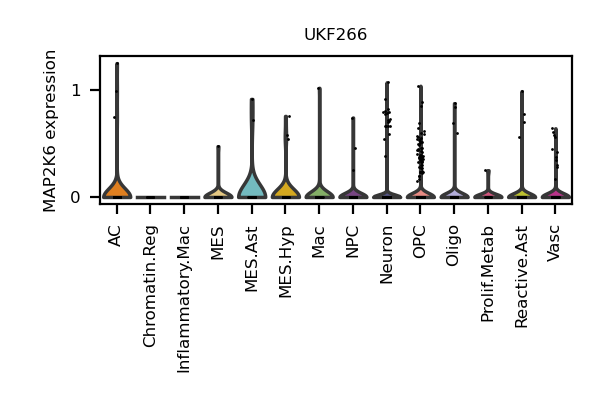 UKF266
MAP2K6 expression
1
0
AC
Chromatin.Reg
Inflammatory.Mac
MES
MES.Ast
MES.Hyp
Mac
NPC
Neuron
OPC
Oligo
Prolif.Metab
Reactive.Ast
Vasc